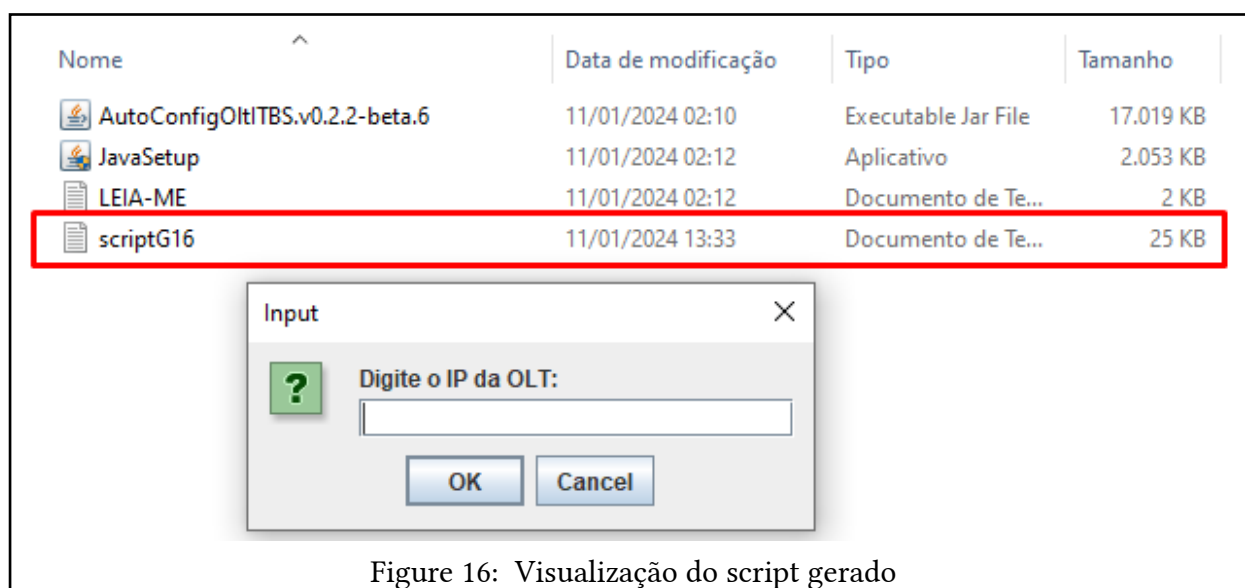 Nome Data de modificação Tipo Tamanho
AutoConfigOltITBS.v0.2.2-beta.6 11/01/2024 02:10 Executable Jar File 17.019 KB
JavaSetup 11/01/2024 02:12 Aplicativo 2.053 KB
LEIA-ME 11/01/2024 02:12 Documento de Te... 2 KB
scriptG16 11/01/2024 13:33 Documento de Te... 25 KB
Input
Digite o IP da OLT:
OK Cancel
Figure 16: Visualização do script gerado